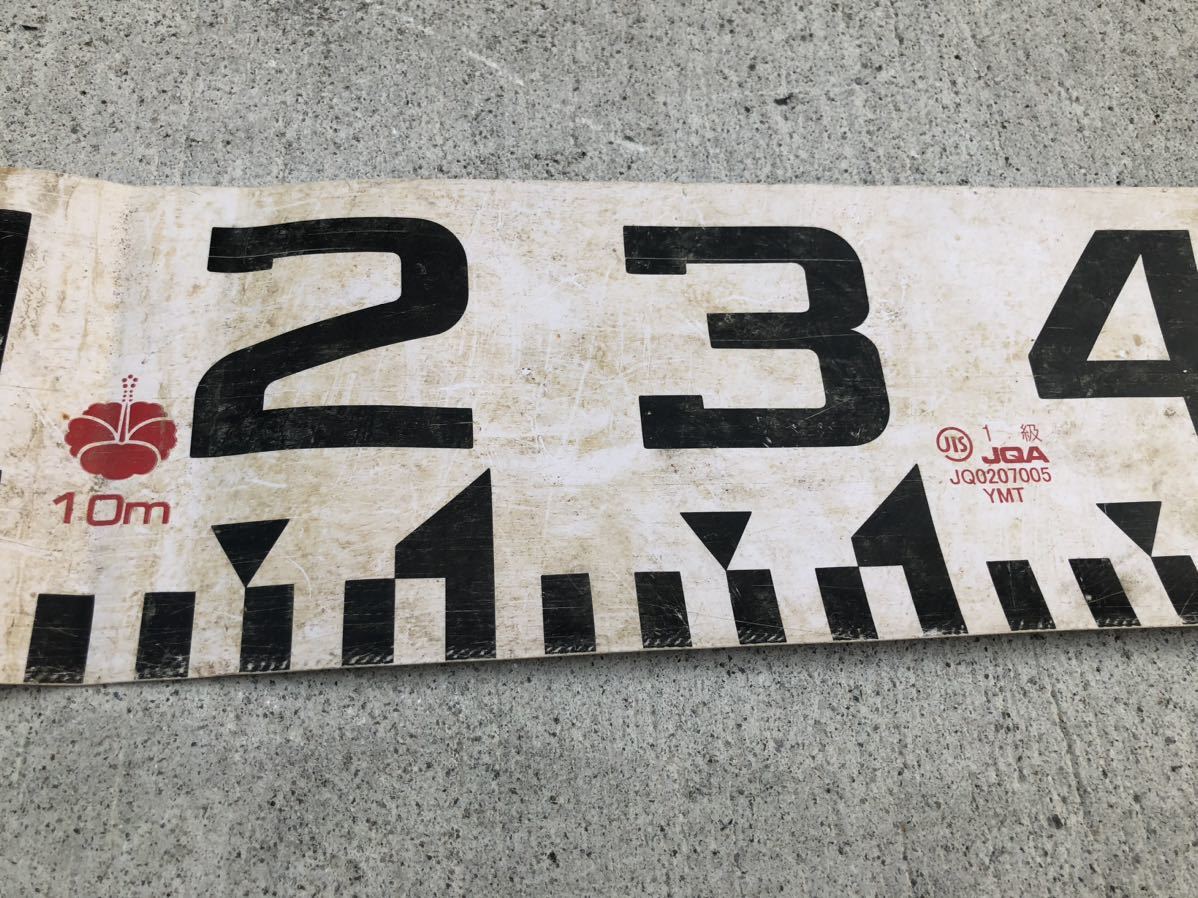 2 3 4
10m
JIS 1 級
JQA
JQ0207005
YMT